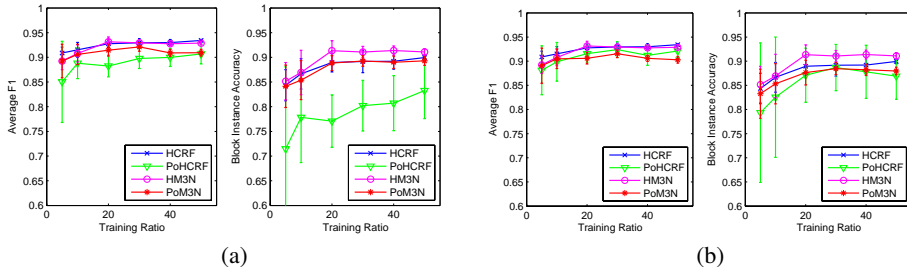 1
0.95
0.9
0.85
0.8
0.75
0.7
0.65
0.6
Average F1
0 20 40
Training Ratio
HCRF
PoHCRF
HM3N
PoM3N
1
0.95
0.9
0.85
0.8
0.75
0.7
0.65
0.6
Block Instance Accuracy
0 20 40
Training Ratio
HCRF
PoHCRF
HM3N
PoM3N
(a)
1
0.95
0.9
0.85
0.8
0.75
0.7
0.65
0.6
Average F1
0 20 40
Training Ratio
HCRF
PoHCRF
HM3N
PoM3N
1
0.95
0.9
0.85
0.8
0.75
0.7
0.65
0.6
Block Instance Accuracy
0 20 40
Training Ratio
HCRF
PoHCRF
HM3N
PoM3N
(b)